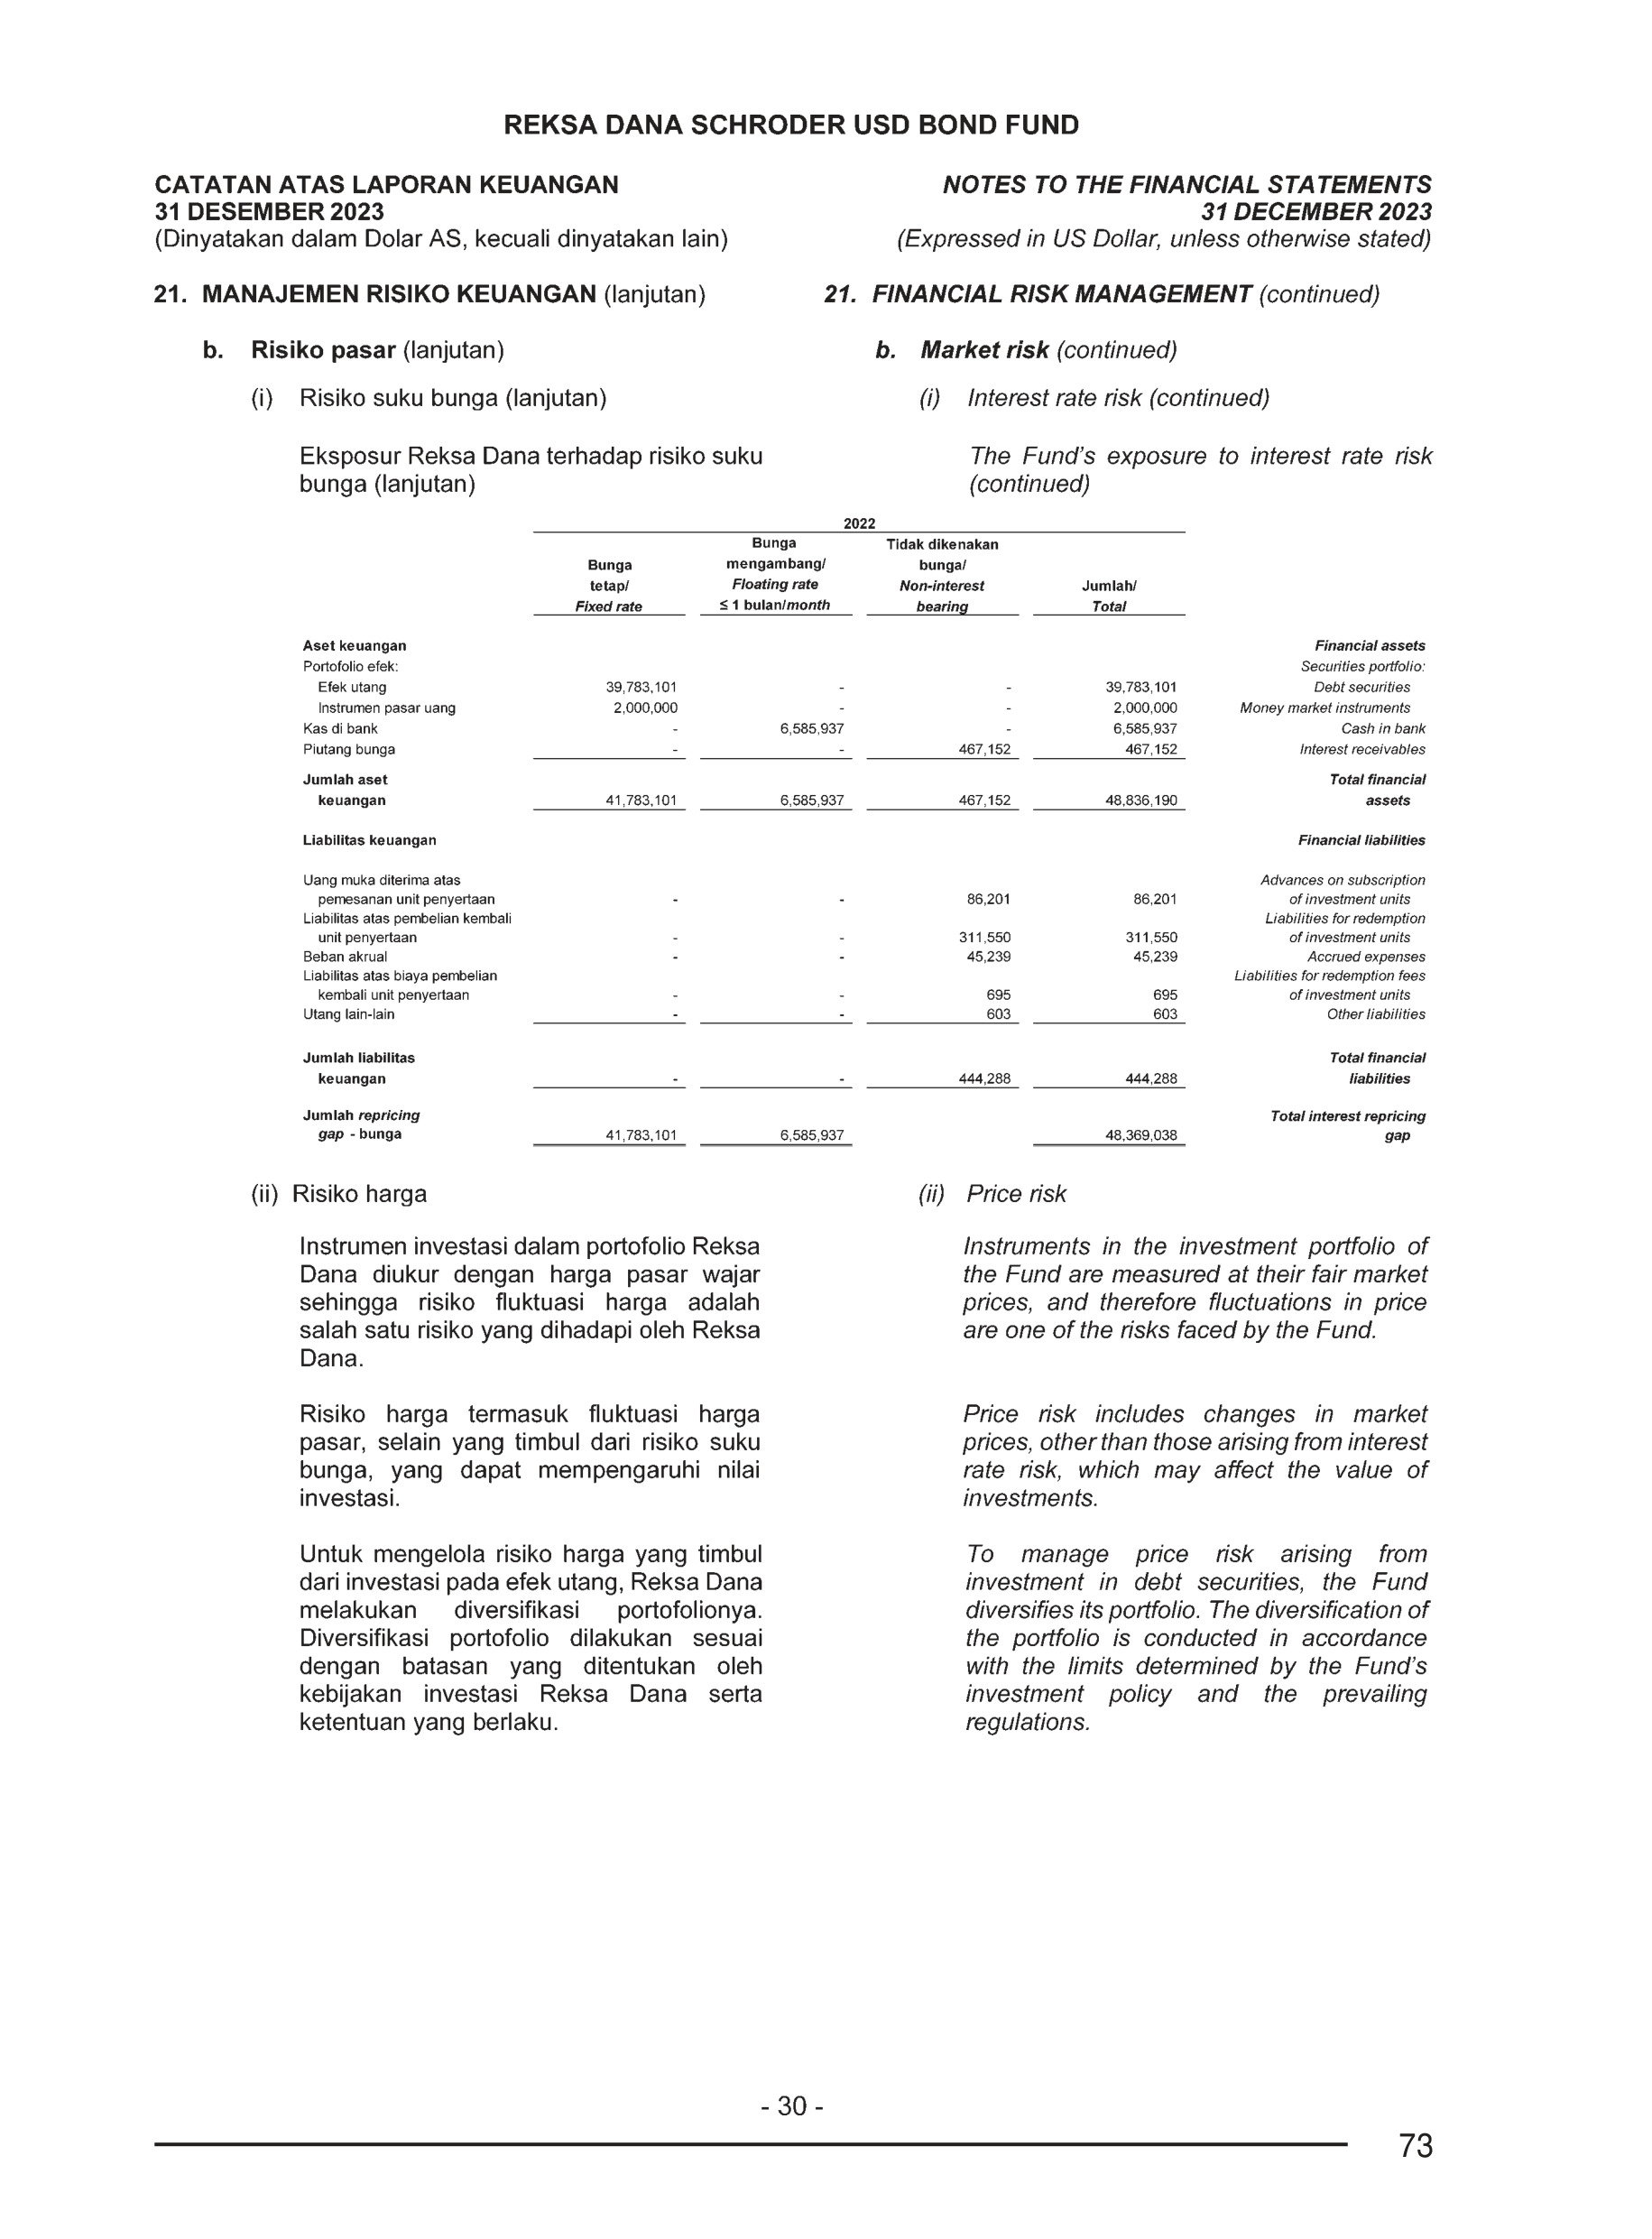 REKSA DANA SCHRODER USD BOND FUND
CATATAN ATAS LAPORAN KEUANGAN
31 DESEMBER 2023
(Dinyatakan dalam Dolar AS, kecuali dinyatakan lain)
NOTES TO THE FINANCIAL STATEMENTS
31 DECEMBER 2023
(Expressed in US Dollar, unless otherwise stated)
21. MANAJEMEN RISIKO KEUANGAN (lanjutan)
21. FINANCIAL RISK MANAGEMENT (continued)
b. Risiko pasar (lanjutan)
b. Market risk (continued)
(i) Risiko suku bunga (lanjutan)
(i) Interest rate risk (continued)
Eksposur Reksa Dana terhadap risiko suku
bunga (lanjutan)
The Fund's exposure to interest rate risk
(continued)
2022
Bunga
tetap/
Fixed rate
Bunga
mengambang/
Floating rate
≤ 1 bulan/month
Tidak dikenakan
bunga/
Non-interest
bearing
Jumlah/
Total
Aset keuangan Financial assets
Portofolio efek: Securities portfolio:
Efek utang 39,783,101 - - 39,783,101 Debt securities
Instrumen pasar uang 2,000,000 - - 2,000,000 Money market instruments
Kas di bank - 6,585,937 - 6,585,937 Cash in bank
Piutang bunga - - 467,152 467,152 Interest receivables
Jumlah aset Total financial
keuangan 41,783,101 6,585,937 467,152 48,836,190 assets
Liabilitas keuangan Financial liabilities
Uang muka diterima atas Advances on subscription
pemesanan unit penyertaan - - 86,201 86,201 of investment units
Liabilitas atas pembelian kembali Liabilities for redemption
unit penyertaan - - 311,550 311,550 of investment units
Beban akrual - - 45,239 45,239 Accrued expenses
Liabilitas atas biaya pembelian Liabilities for redemption fees
kembali unit penyertaan - - 695 695 of investment units
Utang lain-lain - - 603 603 Other liabilities
Jumlah liabilitas Total financial
keuangan - - 444,288 444,288 liabilities
Jumlah repricing Total interest repricing
gap - bunga 41,783,101 6,585,937 48,369,038 gap
(ii) Risiko harga
(ii) Price risk
Instrumen investasi dalam portofolio Reksa
Dana diukur dengan harga pasar wajar
sehingga risiko fluktuasi harga adalah
salah satu risiko yang dihadapi oleh Reksa
Dana.
Instruments in the investment portfolio of
the Fund are measured at their fair market
prices, and therefore fluctuations in price
are one of the risks faced by the Fund.
Risiko harga termasuk fluktuasi harga
pasar, selain yang timbul dari risiko suku
bunga, yang dapat mempengaruhi nilai
investasi.
Price risk includes changes in market
prices, other than those arising from interest
rate risk, which may affect the value of
investments.
Untuk mengelola risiko harga yang timbul
dari investasi pada efek utang, Reksa Dana
melakukan diversifikasi portofolionya.
Diversifikasi portofolio dilakukan sesuai
dengan batasan yang ditentukan oleh
kebijakan investasi Reksa Dana serta
ketentuan yang berlaku.
To manage price risk arising from
investment in debt securities, the Fund
diversifies its portfolio. The diversification of
the portfolio is conducted in accordance
with the limits determined by the Fund's
investment policy and the prevailing
regulations.
- 30 -
73